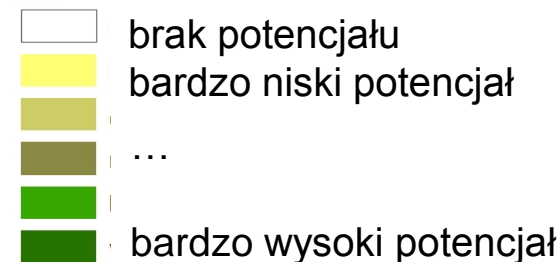 brak potencjału
bardzo niski potencjał
…
bardzo wysoki potencjał